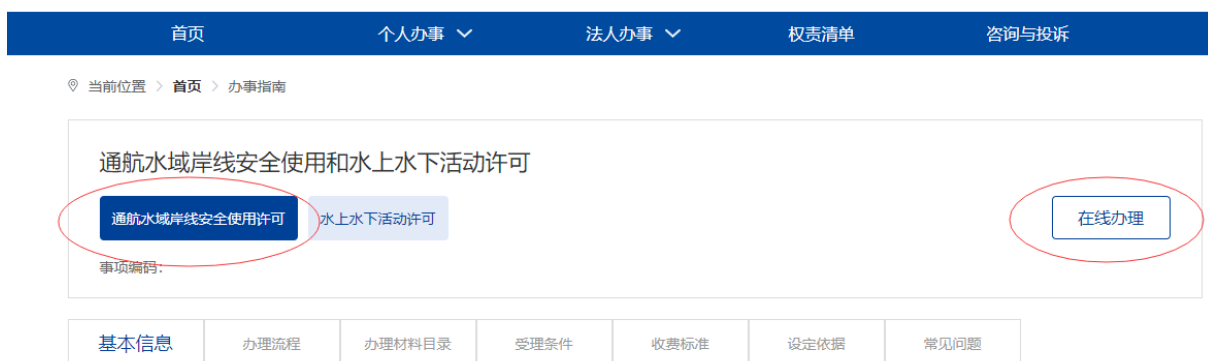 首页 个人办事 法人办事 权责清单 咨询与投诉
当前位置 > 首页 > 办事指南
通航水域岸线安全使用和水上水下活动许可
通航水域岸线安全使用许可 水上水下活动许可 在线办理
事项编码：
基本信息 办理流程 办理材料目录 受理条件 收费标准 设定依据 常见问题